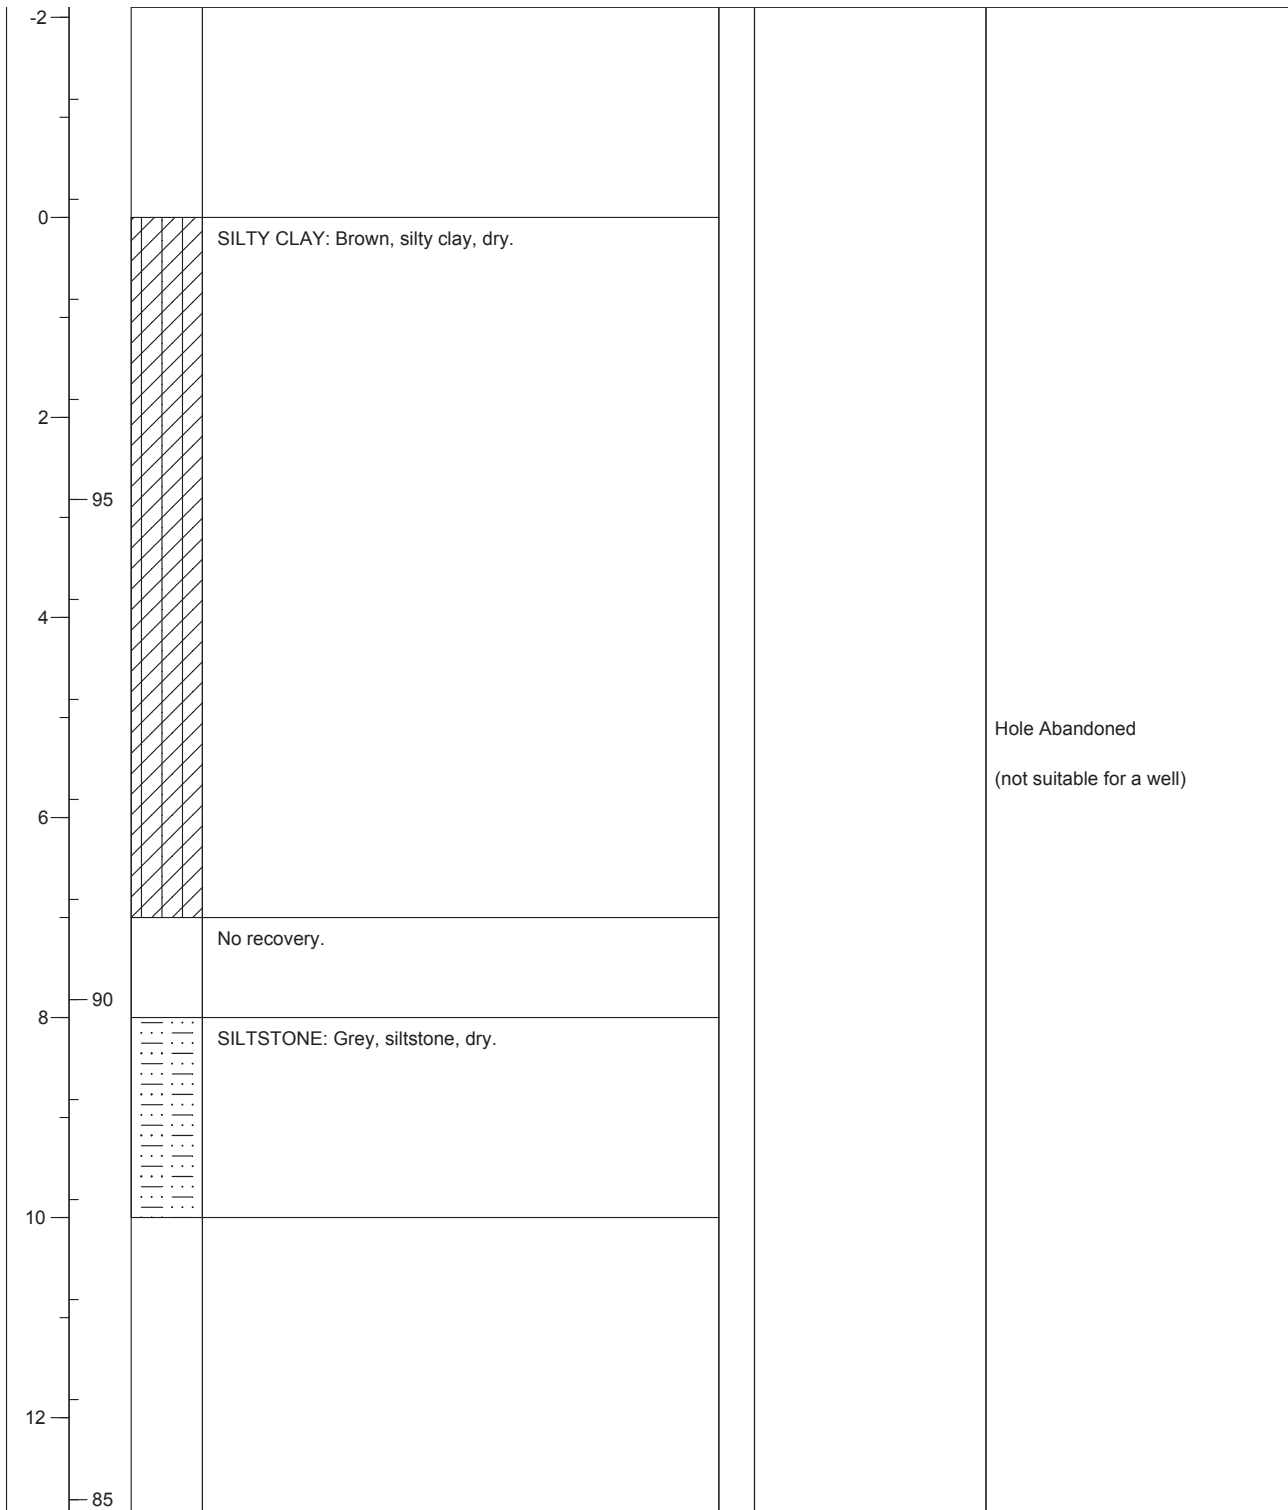 -2
0
SILTY CLAY: Brown, silty clay, dry.
2
95
4
Hole Abandoned
(not suitable for a well)
6
No recovery.
90
8
SILTSTONE: Grey, siltstone, dry.
10
12
85